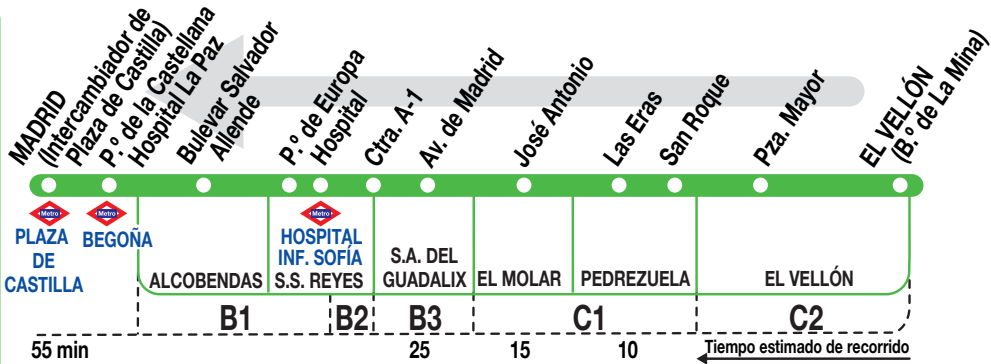 MADRID
(Intercambiador de
Plaza de Castilla)
P.º de la Castellana
Hospital La Paz
Bulevar Salvador
Allende
P.º de Europa
Hospital
Ctra. A-1
Av. de Madrid
José Antonio
Las Eras
San Roque
Pza. Mayor
EL VELLÓN
(B.º de La Mina)
Metro
Metro
Metro
PLAZA
DE
CASTILLA
BEGOÑA
HOSPITAL
INF. SOFÍA
ALCOBENDAS
S.S. REYES
S.A. DEL
GUADALIX
EL MOLAR
PEDREZUELA
EL VELLÓN
B1
B2
B3
C1
C2
55 min
25
15
10
Tiempo estimado de recorrido